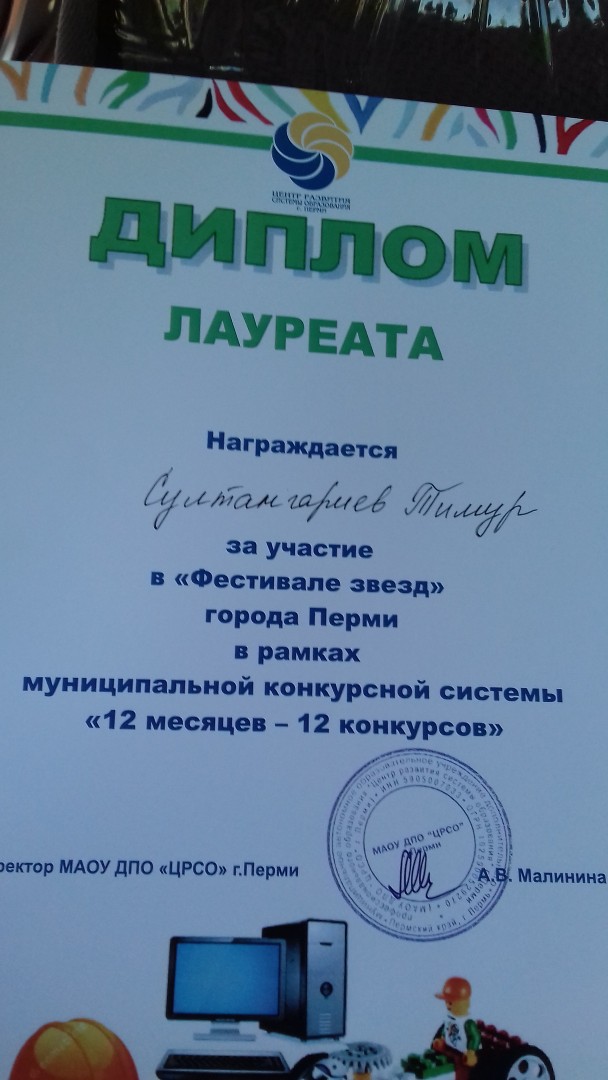 ЦЕНТР РАЗВИТИЯ
СИСТЕМЫ ОБРАЗОВАНИЯ
г. ПЕРМИ
ДИПЛОМ
ЛАУРЕАТА
Награждается
Султангариев Тимур
за участие
в «Фестивале звезд»
города Перми
в рамках
муниципальной конкурсной системы
«12 месяцев – 12 конкурсов»
МАОУ ДПО "ЦРСО"
г.Перми
ректор МАОУ ДПО «ЦРСО» г.Перми
А.В. Малинина